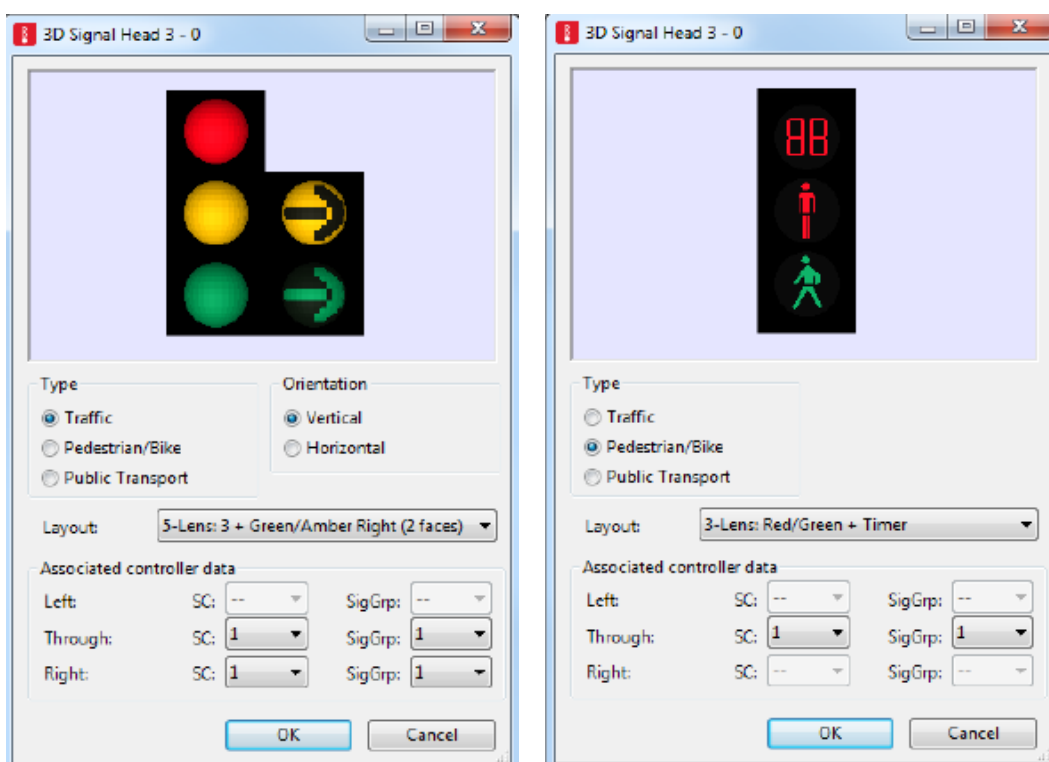 3D Signal Head 3 - 0
Type
Traffic
Pedestrian/Bike
Public Transport
Orientation
Vertical
Horizontal
Layout: 5-Lens: 3 + Green/Amber Right (2 faces)
Associated controller data
Left: SC: -- SigGrp: --
Through: SC: 1 SigGrp: 1
Right: SC: 1 SigGrp: 1
OK Cancel
3D Signal Head 3 - 0
88
Type
Traffic
Pedestrian/Bike
Public Transport
Layout: 3-Lens: Red/Green + Timer
Associated controller data
Left: SC: -- SigGrp: --
Through: SC: 1 SigGrp: 1
Right: SC: -- SigGrp: --
OK Cancel